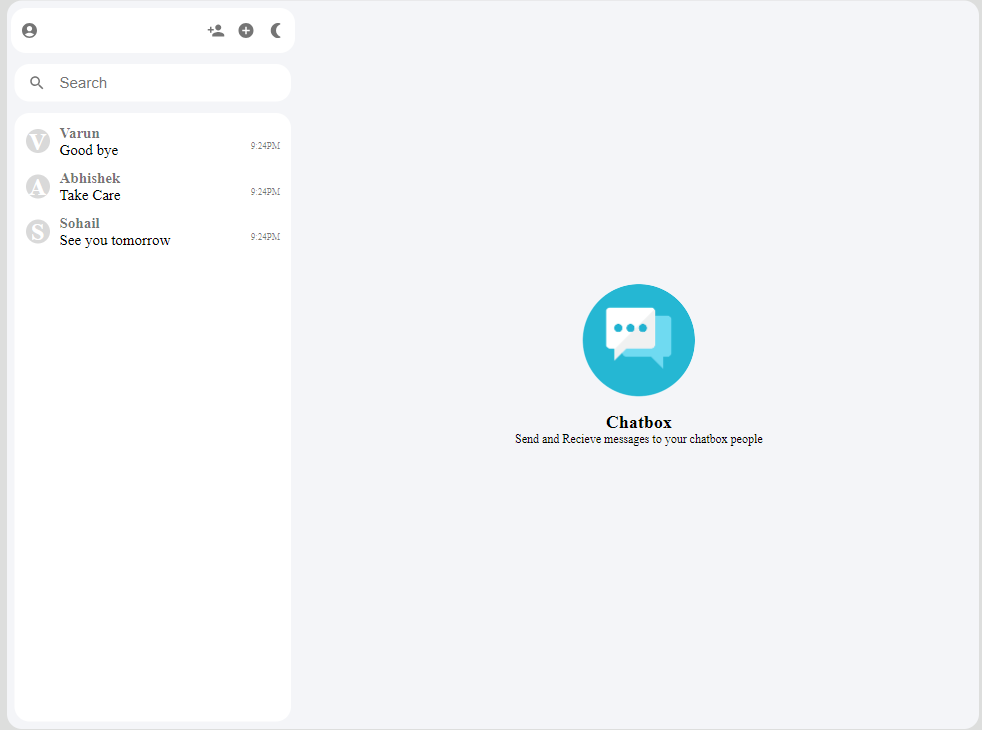 Search
V
Varun
Good bye
9:24PM
A
Abhishek
Take Care
9:24PM
S
Sohail
See you tomorrow
9:24PM
Chatbox
Send and Recieve messages to your chatbox people